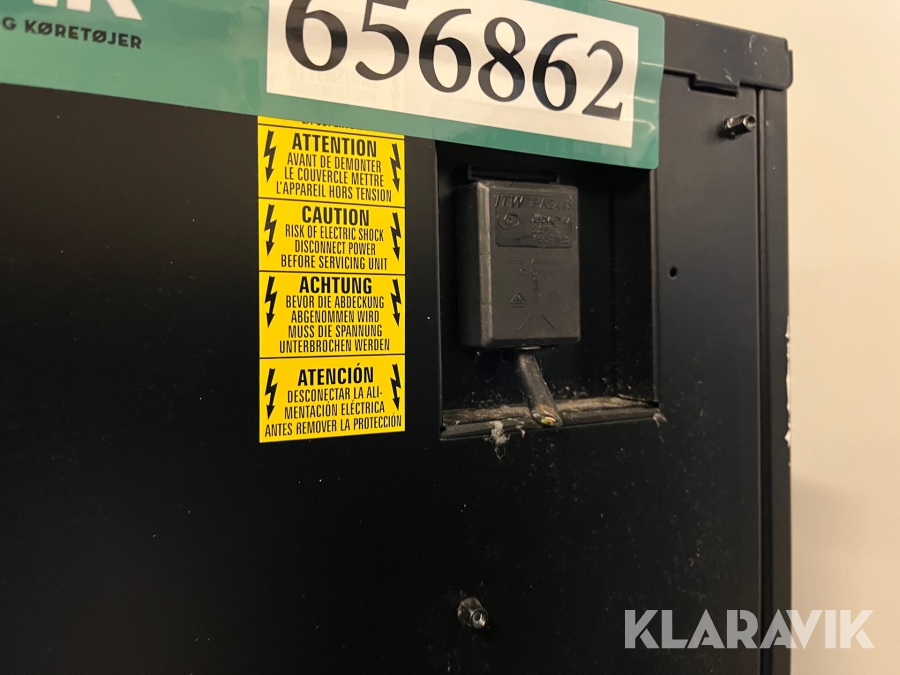 G KØRETØJER
656862
ATTENTION
AVANT DE DEMONTER
LE COUVERCLE METTRE
L'APPAREIL HORS TENSION
CAUTION
RISK OF ELECTRIC SHOCK
DISCONNECT POWER
BEFORE SERVICING UNIT
ACHTUNG
BEVOR DIE ABDECKUNG
ABGENOMMEN WIRD
MUSS DIE SPANNUNG
UNTERBROCHEN WERDEN
ATENCIÓN
DESCONECTAR LA ALI-
MENTACIÓN ELÉCTRICA
ANTES REMOVER LA PROTECCIÓN
ITW
KLARAVIK